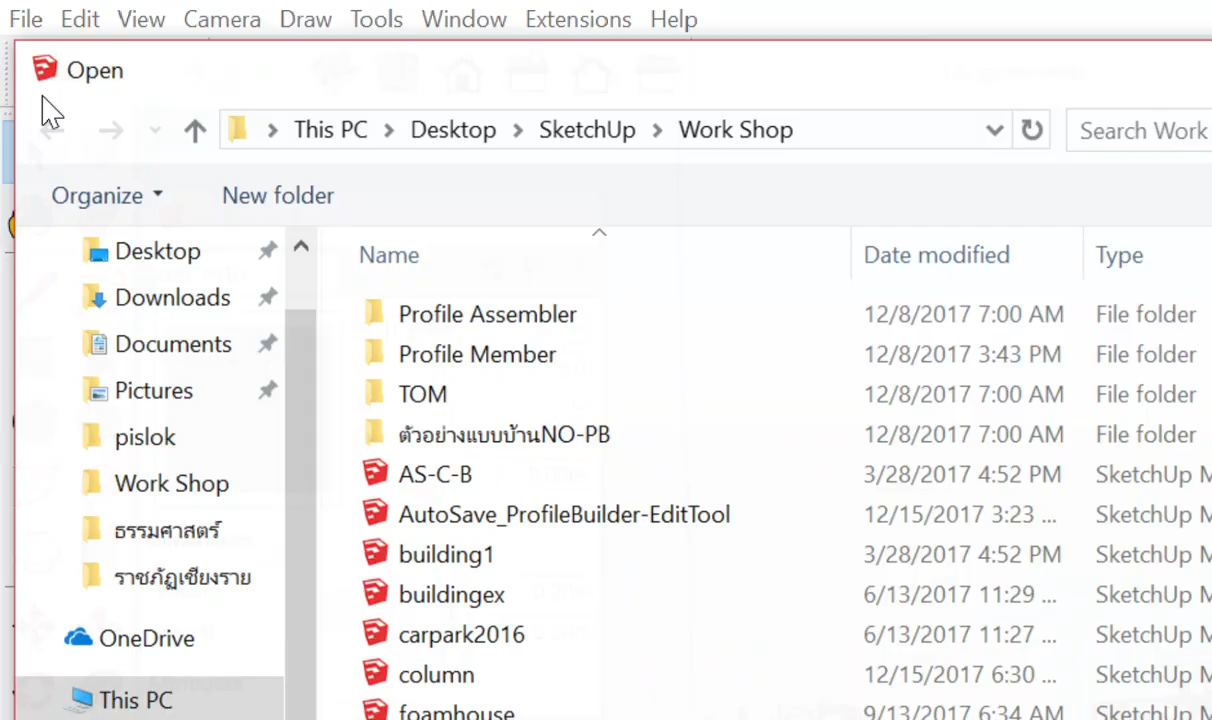 File Edit View Camera Draw Tools Window Extensions Help
Open
This PC Desktop SketchUp Work Shop Search Work
Organize New folder
Name Date modified Type
Desktop
Downloads
Documents
Pictures
pislok
Work Shop
ธรรมศาสตร์
ราชภัฏเชียงราย
OneDrive
This PC
Profile Assembler 12/8/2017 7:00 AM File folder
Profile Member 12/8/2017 3:43 PM File folder
TOM 12/8/2017 7:00 AM File folder
ตัวอย่างแบบบ้านNO-PB 12/8/2017 7:00 AM File folder
AS-C-B 3/28/2017 4:52 PM SketchUp M
AutoSave_ProfileBuilder-EditTool 12/15/2017 3:23 ... SketchUp M
building1 3/28/2017 4:52 PM SketchUp M
buildingex 6/13/2017 11:29 ... SketchUp M
carpark2016 6/13/2017 11:27 ... SketchUp M
column 12/15/2017 6:30 ... SketchUp M
foamhouse 9/13/2017 6:34 AM SketchUp M